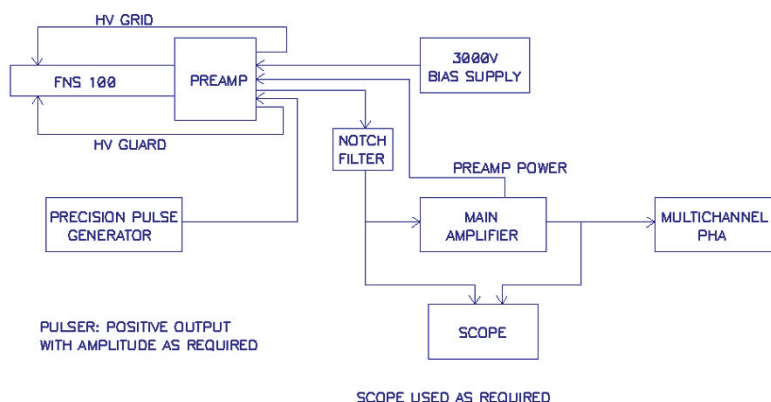 HV GRID
FNS 100
PREAMP
3000V
BIAS SUPPLY
HV GUARD
NOTCH
FILTER
PREAMP POWER
PRECISION PULSE
GENERATOR
MAIN
AMPLIFIER
MULTICHANNEL
PHA
PULSER: POSITIVE OUTPUT
WITH AMPLITUDE AS REQUIRED
SCOPE
SCOPE USED AS REQUIRED